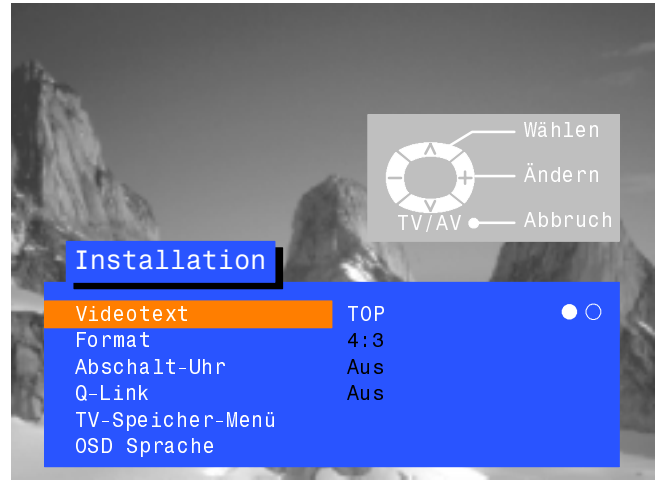 Wählen
Ändern
TV/AV Abbruch
Installation
Videotext TOP
Format 4:3
Abschalt-Uhr Aus
Q-Link Aus
TV-Speicher-Menü
OSD Sprache